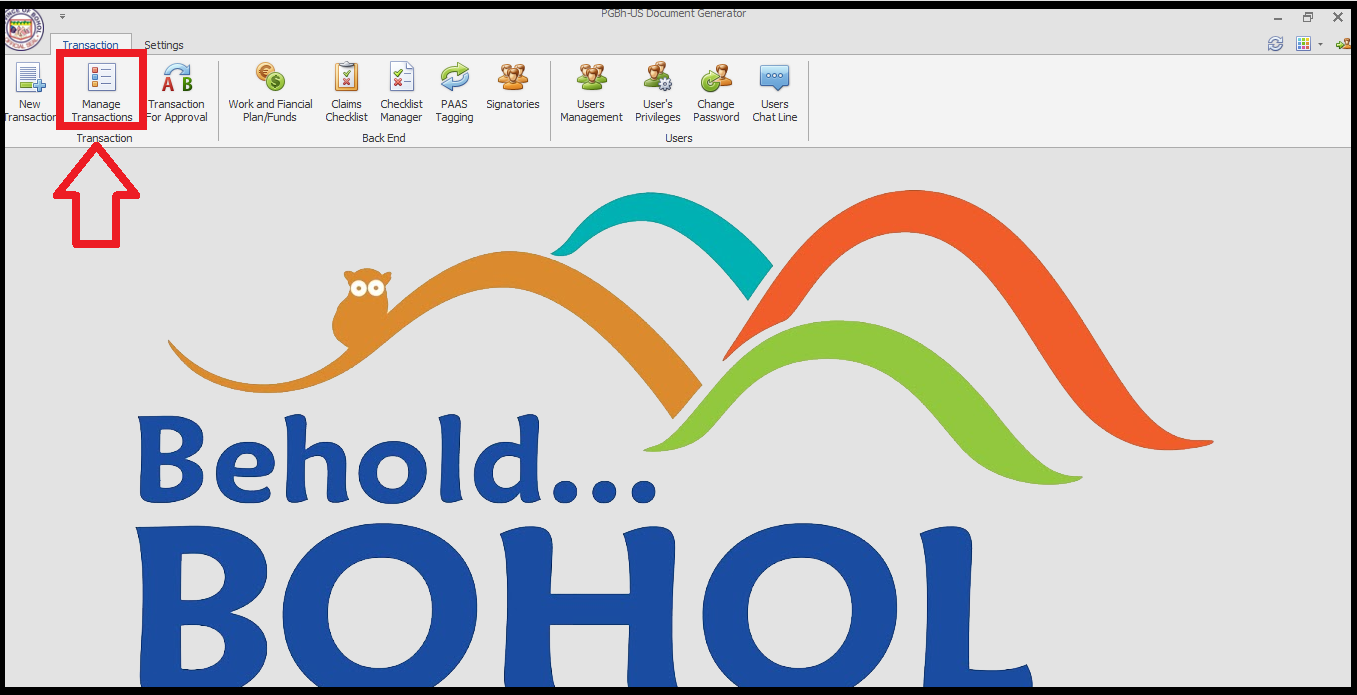 PGBh-US Document Generator
Transaction Settings
New
Transaction
Manage
Transactions
Transaction
For Approval
Work and Fiancial
Plan/Funds
Claims
Checklist
Checklist
Manager
PAAS
Tagging
Signatories
Users
Management
User's
Privileges
Change
Password
Users
Chat Line
Transaction
Back End
Users
Behold...
BOHOL